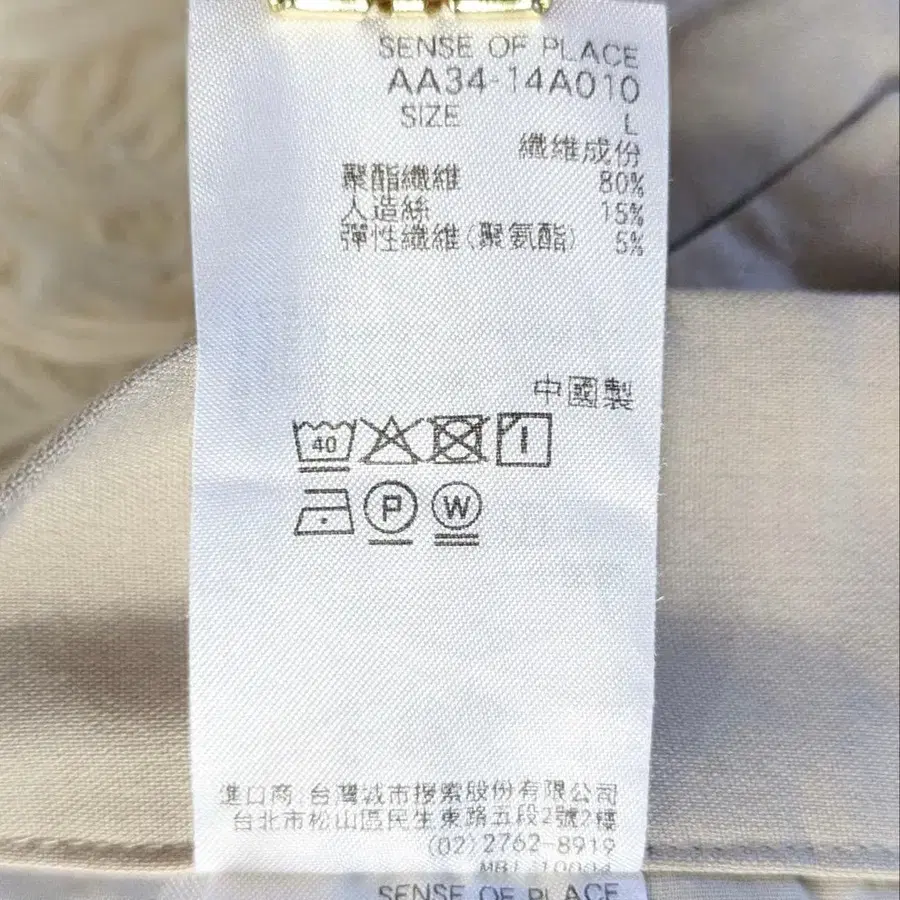 SENSE OF PLACE
AA34-14A010
SIZE L
纖維成份
聚酯纖維 80%
人造絲 15%
彈性纖維(聚氨酯) 5%
中國製
40
P W
進口商:台灣城市搜索股份有限公司
台北市松山區民生東路五段2號2樓
(02)2762-8919
SENSE OF PLACE